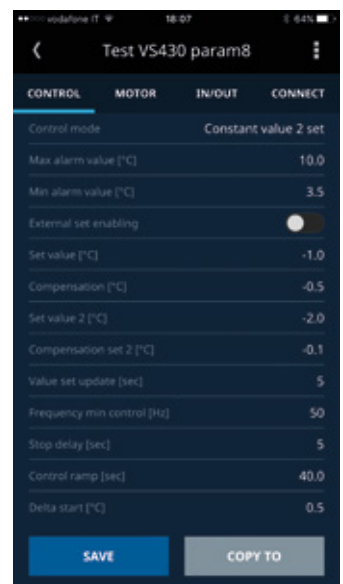 vodafone IT 18:07 64%
Test VS430 param8
CONTROL MOTOR IN/OUT CONNECT
Control mode Constant value 2 set
Max alarm value [°C] 10.0
Min alarm value [°C] 3.5
External set enabling
Set value [°C] -1.0
Compensation [°C] -0.5
Set value 2 [°C] -2.0
Compensation set 2 [°C] -0.1
Value set update [sec] 5
Frequency min control [Hz] 50
Stop delay [sec] 5
Control ramp [sec] 40.0
Delta start [°C] 0.5
SAVE COPY TO